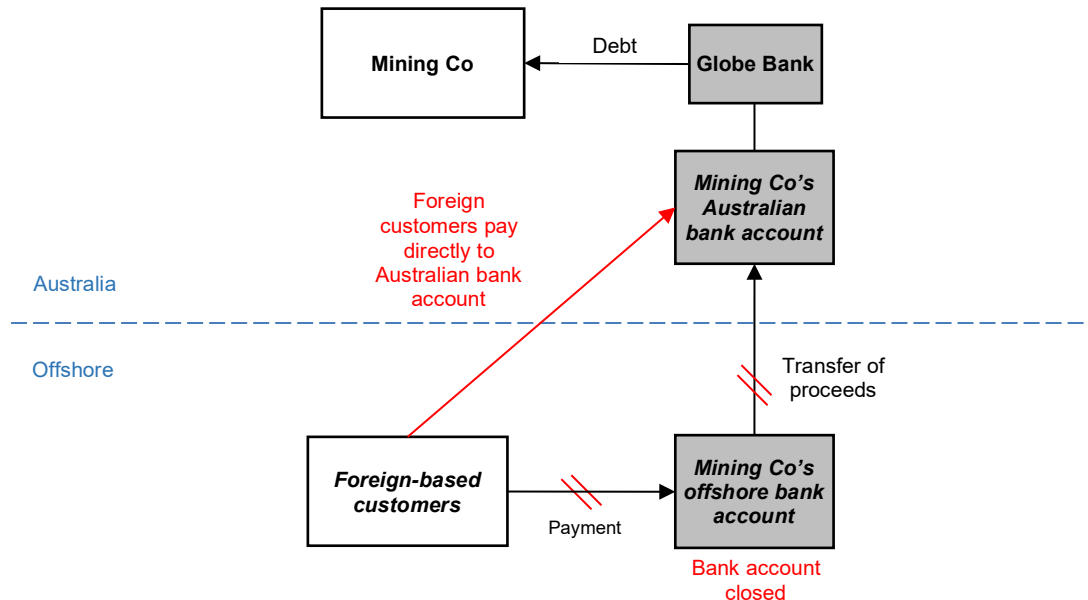 Mining Co
Debt
Globe Bank
Mining Co’s
Australian
bank account
Foreign
customers pay
directly to
Australian bank
account
Australia
Offshore
Transfer of
proceeds
Foreign-based
customers
Payment
Mining Co’s
offshore bank
account
Bank account
closed